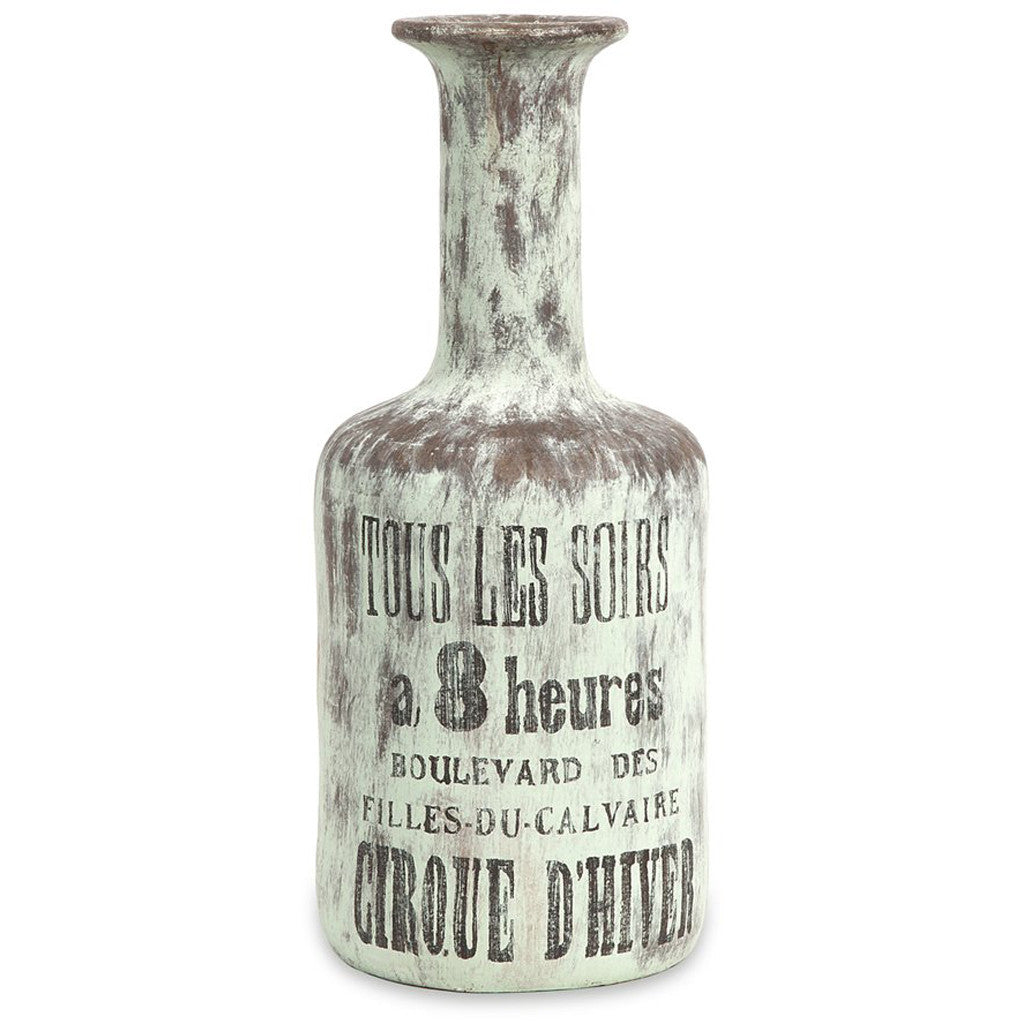 TOUS LES SOIRS
a 8 heures
BOULEVARD DES
FILLES-DU-CALVAIRE
CIRQUE D'HIVER